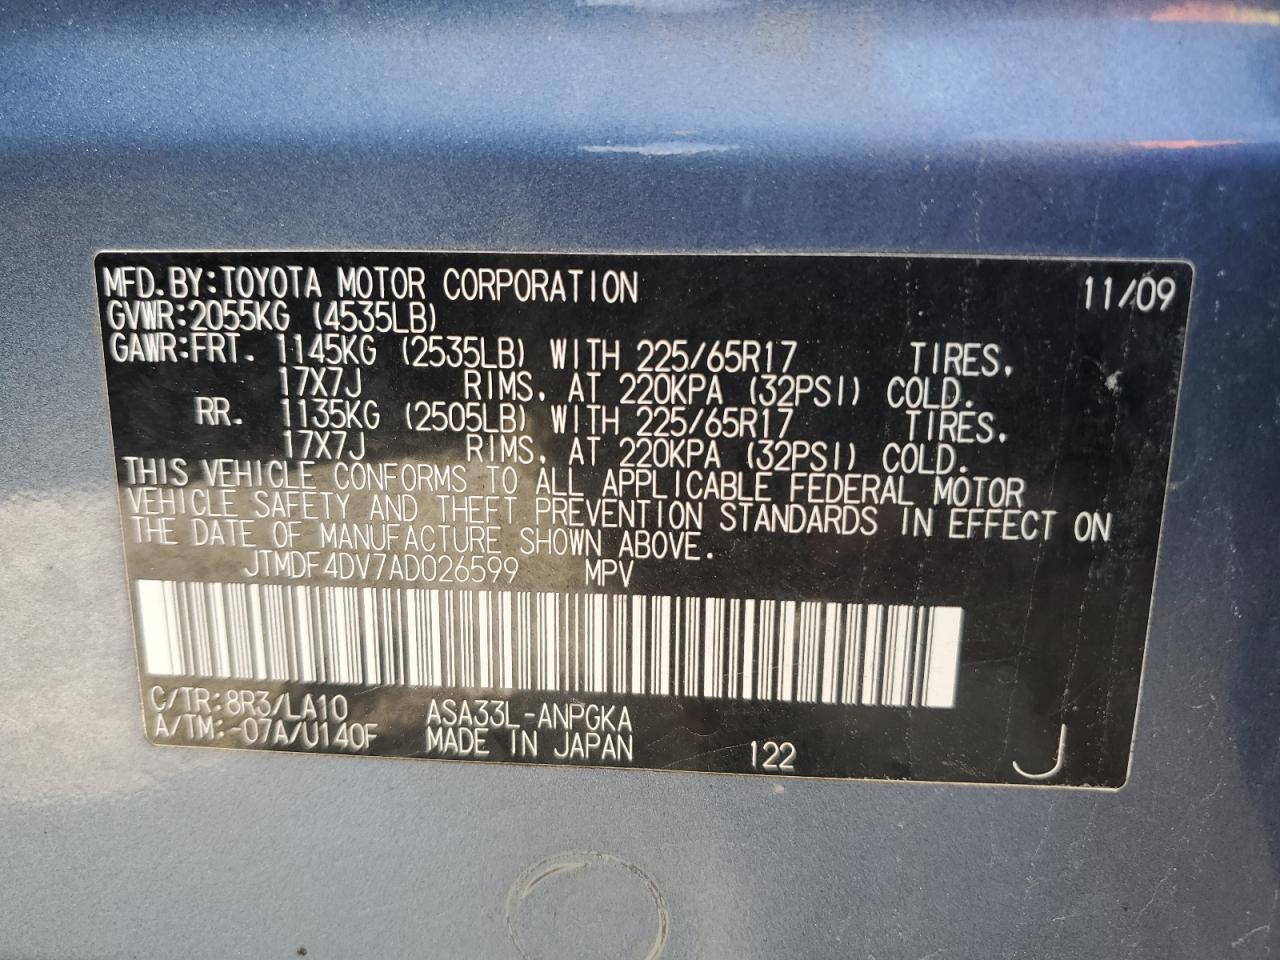 MFD.BY:TOYOTA MOTOR CORPORATION 11/09
GVWR:2055KG (4535LB)
GAWR:FRT. 1145KG (2535LB) WITH 225/65R17 TIRES,
17X7J RIMS, AT 220KPA (32PSI) COLD.
RR. 1135KG (2505LB) WITH 225/65R17 TIRES,
17X7J RIMS, AT 220KPA (32PSI) COLD.
THIS VEHICLE CONFORMS TO ALL APPLICABLE FEDERAL MOTOR
VEHICLE SAFETY AND THEFT PREVENTION STANDARDS IN EFFECT ON
THE DATE OF MANUFACTURE SHOWN ABOVE.
JTMDF4DV7AD026599 MPV
C/TR:8R3/LA10 ASA33L-ANPGKA
A/TM:-07A/U140F MADE IN JAPAN 122 J